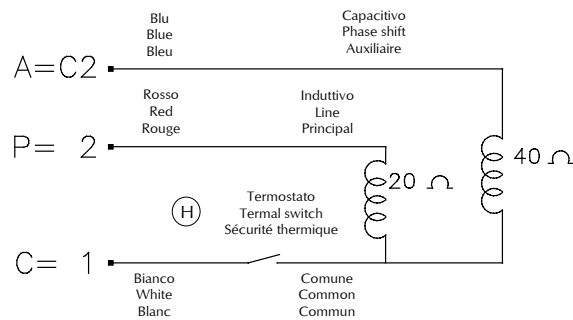 Blu
Blue
Bleu
Capacitivo
Phase shift
Auxiliaire
A=C2
Rosso
Red
Rouge
Induttivo
Line
Principal
P= 2
40 Ω
20 Ω
H
Termostato
Termal switch
Sécurité thermique
C= 1
Bianco
White
Blanc
Comune
Common
Commun